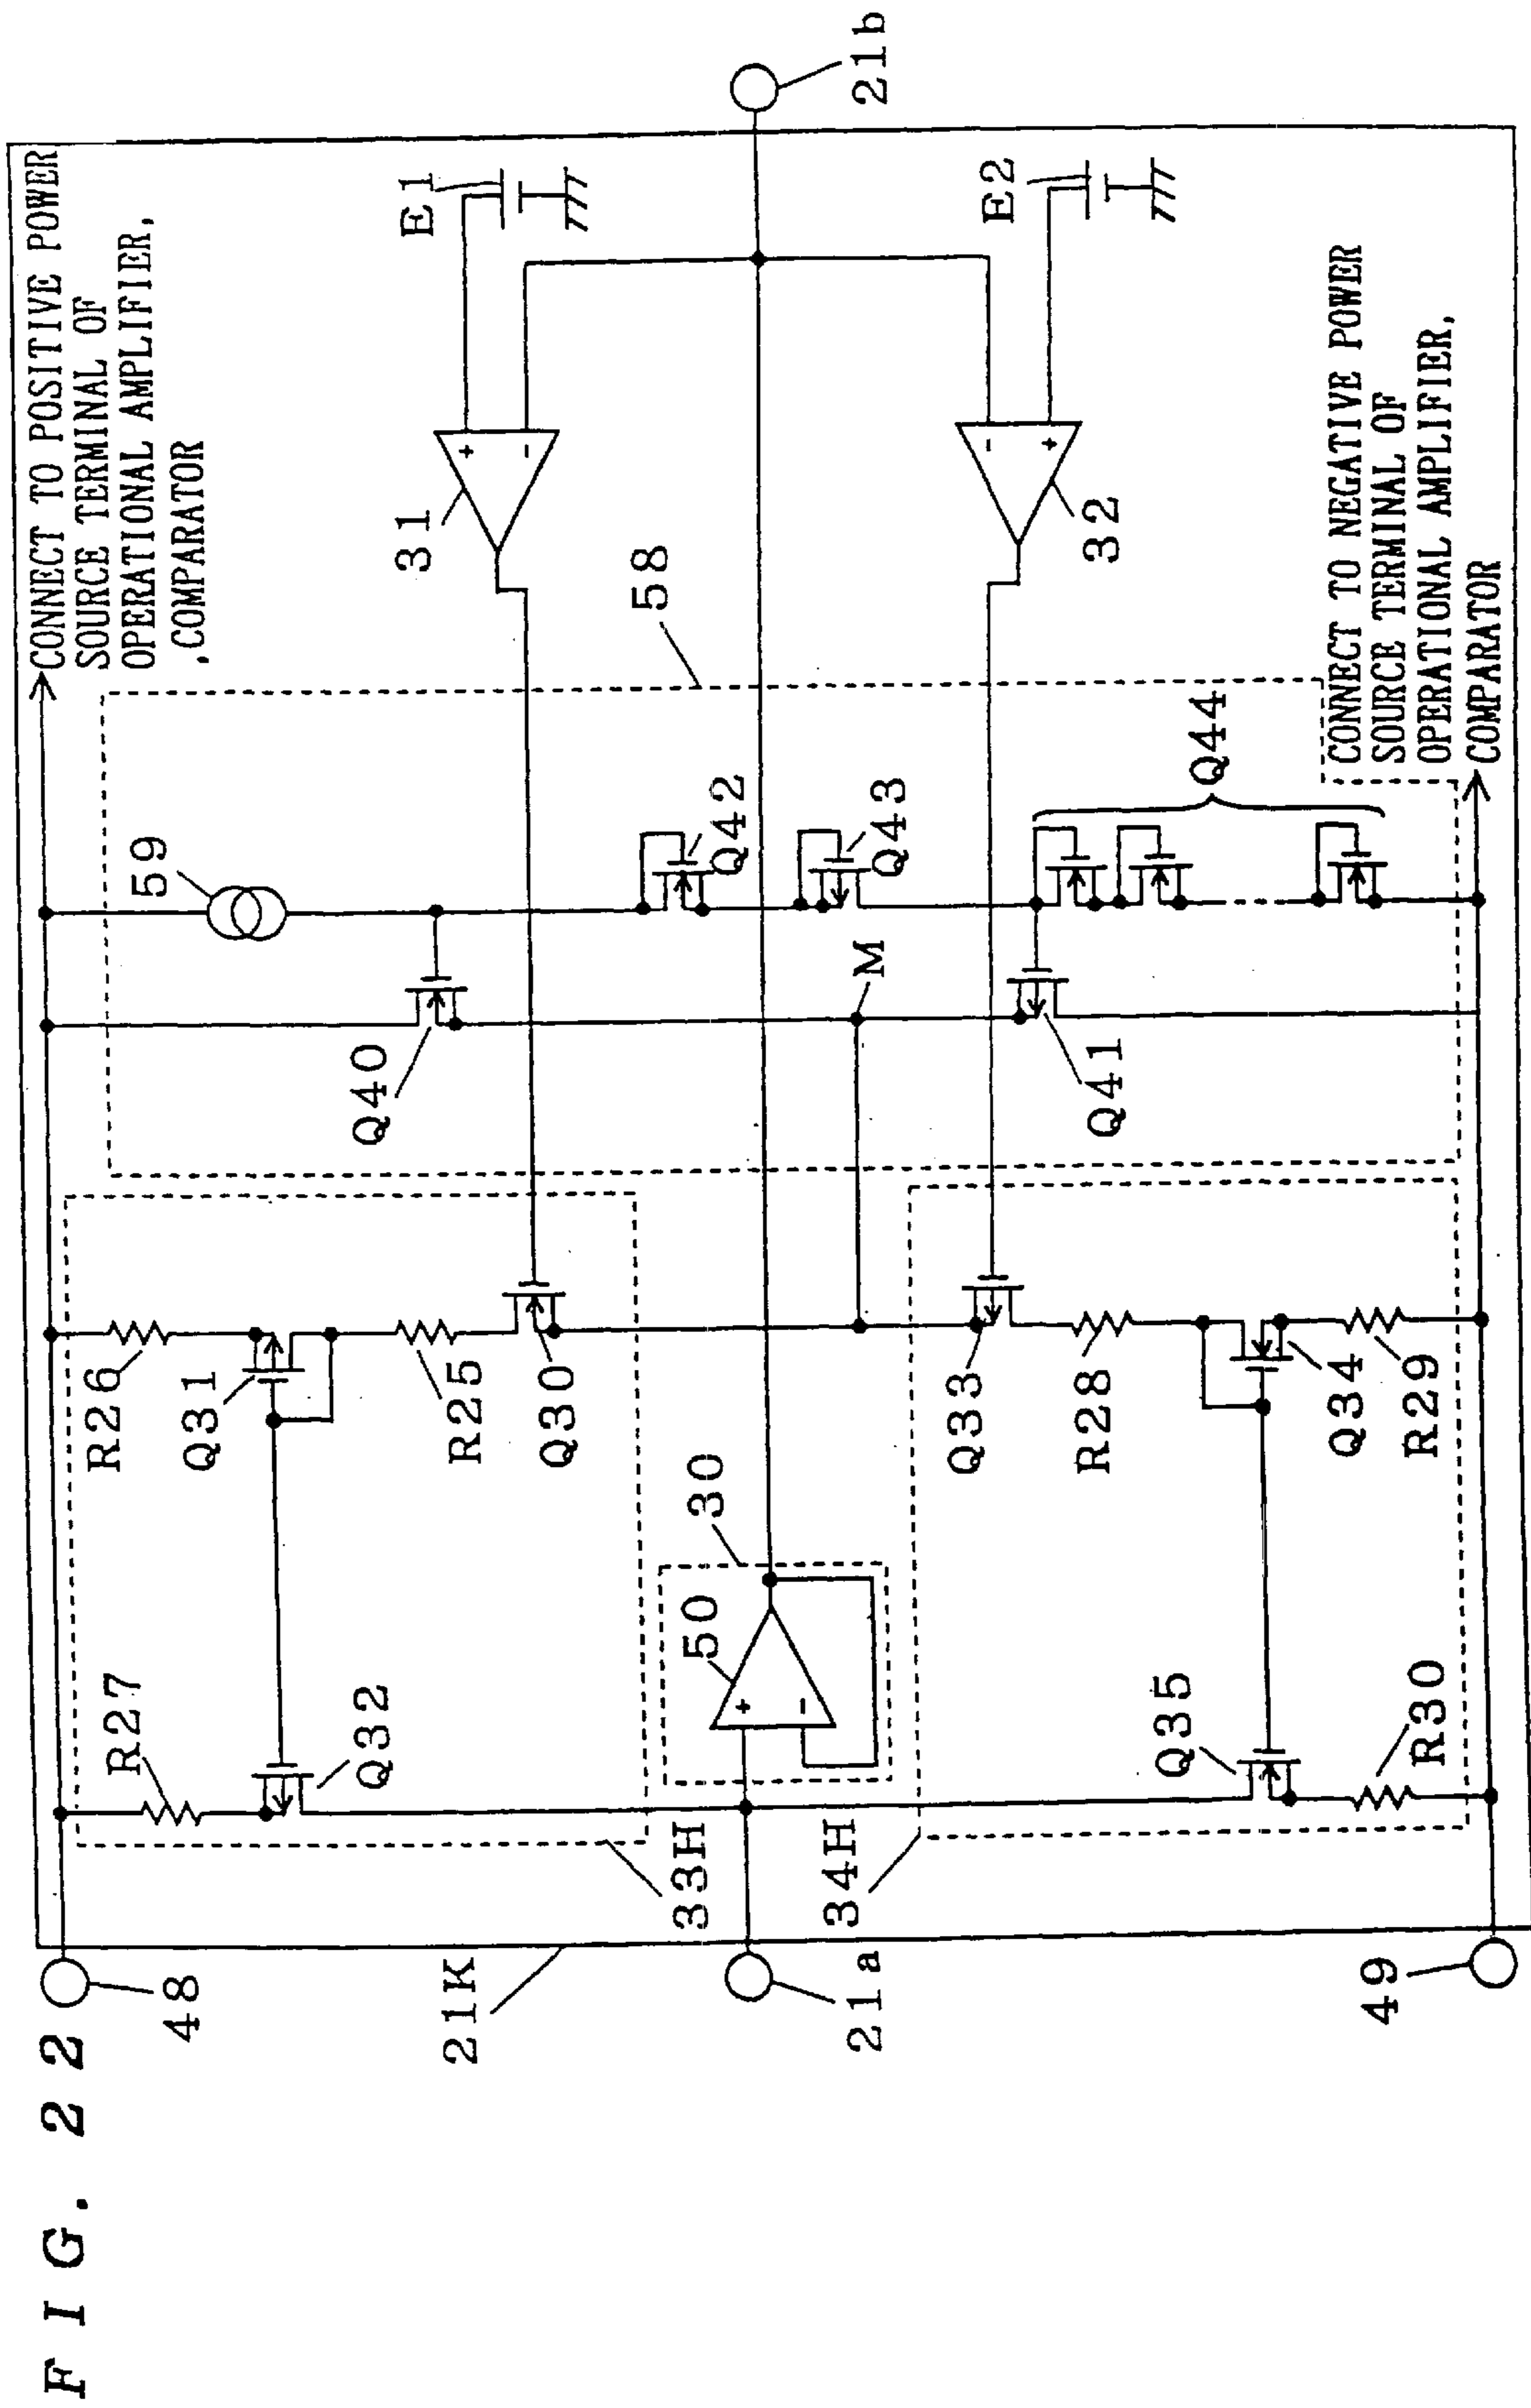 FIG. 22
48
21K
21a
49
33H
34H
R27
Q32
50
30
Q35
R30
R26
Q31
R25
Q30
Q33
R28
Q34
R29
+
-
Q40
M
Q41
59
Q42
Q43
Q44
58
31
+
-
32
-
+
E1
E2
21b
CONNECT TO POSITIVE POWER
SOURCE TERMINAL OF
OPERATIONAL AMPLIFIER,
,COMPARATOR
CONNECT TO NEGATIVE POWER
SOURCE TERMINAL OF
OPERATIONAL AMPLIFIER,
COMPARATOR